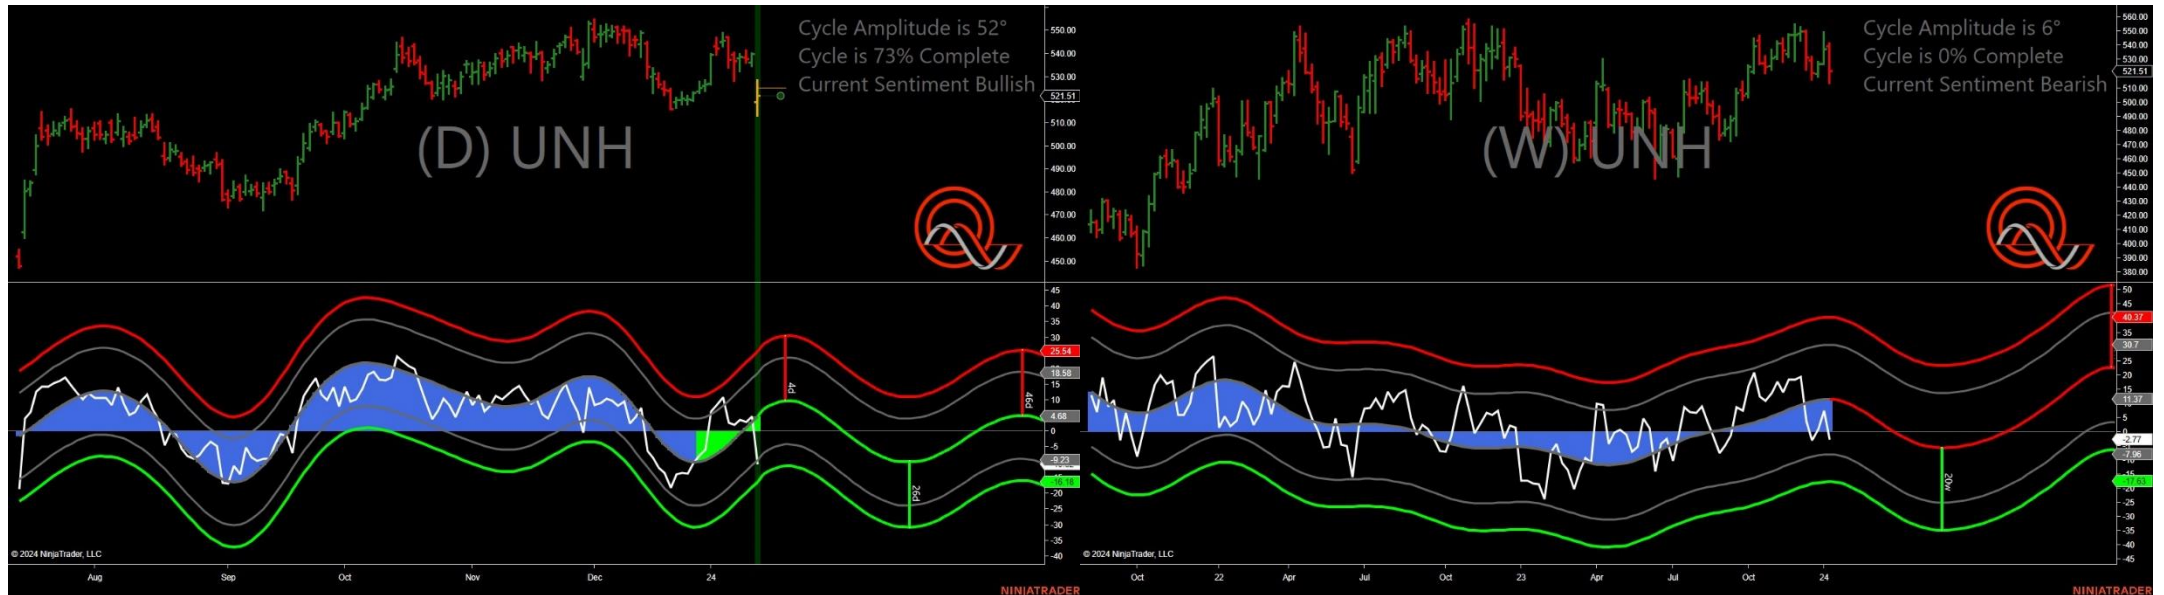 Cycle Amplitude is 52°
Cycle is 73% Complete
Current Sentiment Bullish
(D) UNH
550.00
540.00
530.00
521.51
510.00
500.00
490.00
480.00
470.00
460.00
450.00
45
40
35
30
25.54
18.58
15
10
4.68
0
-5
-9.23
-16.18
-20
-25
-30
-35
-40
4d
26d
46d
© 2024 NinjaTrader, LLC
Aug
Sep
Oct
Nov
Dec
24
NINJATRADER
Cycle Amplitude is 6°
Cycle is 0% Complete
Current Sentiment Bearish
(W) UNH
560.00
550.00
540.00
530.00
521.51
510.00
500.00
490.00
480.00
470.00
460.00
450.00
440.00
430.00
420.00
410.00
400.00
390.00
380.00
50
45
40.37
35
30.7
25
20
15
11.37
5
0
-2.77
-7.96
-15
-17.63
-25
-30
-35
-40
-45
20w
© 2024 NinjaTrader, LLC
Oct
22
Apr
Jul
Oct
23
Apr
Jul
Oct
24
NINJATRADER